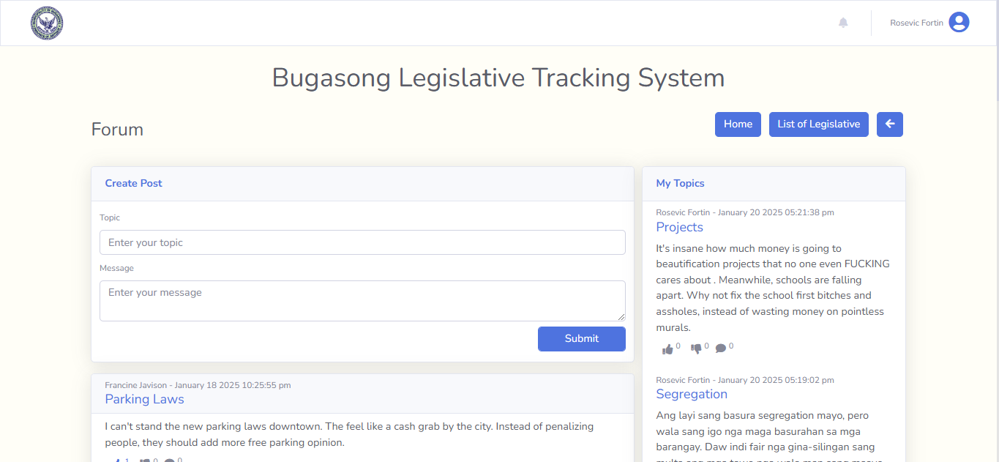 Rosevic Fortin
Bugasong Legislative Tracking System
Forum
Home
List of Legislative
Create Post
Topic
Enter your topic
Message
Enter your message
Submit
Francine Javison - January 18 2025 10:25:55 pm
Parking Laws
I can't stand the new parking laws downtown. The feel like a cash grab by the city. Instead of penalizing
people, they should add more free parking opinion.
1 0 0
My Topics
Rosevic Fortin - January 20 2025 05:21:38 pm
Projects
It's insane how much money is going to
beautification projects that no one even FUCKING
cares about . Meanwhile, schools are falling
apart. Why not fix the school first bitches and
assholes, instead of wasting money on pointless
murals.
0 0 0
Rosevic Fortin - January 20 2025 05:19:02 pm
Segregation
Ang layi sang basura segregation mayo, pero
wala sang igo nga maga basurahan sa mga
barangay. Daw indi fair nga gina-silingan sang